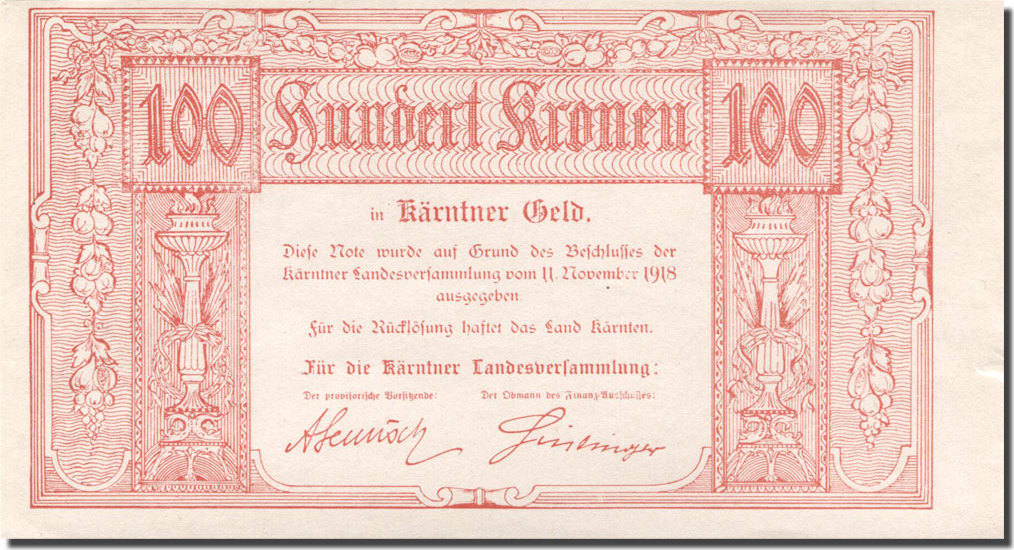 100 Hundert Kronen 100
in Kärntner Geld.
Diese Note wurde auf Grund des Beschlusses der
Kärntner Landesversammlung vom 11. November 1918
ausgegeben
Für die Rücklösung haftet das Land Kärnten.
Für die Kärntner Landesversammlung:
Der provisorische Vorsitzende: Der Obmann des Finanz-Ausschusses: